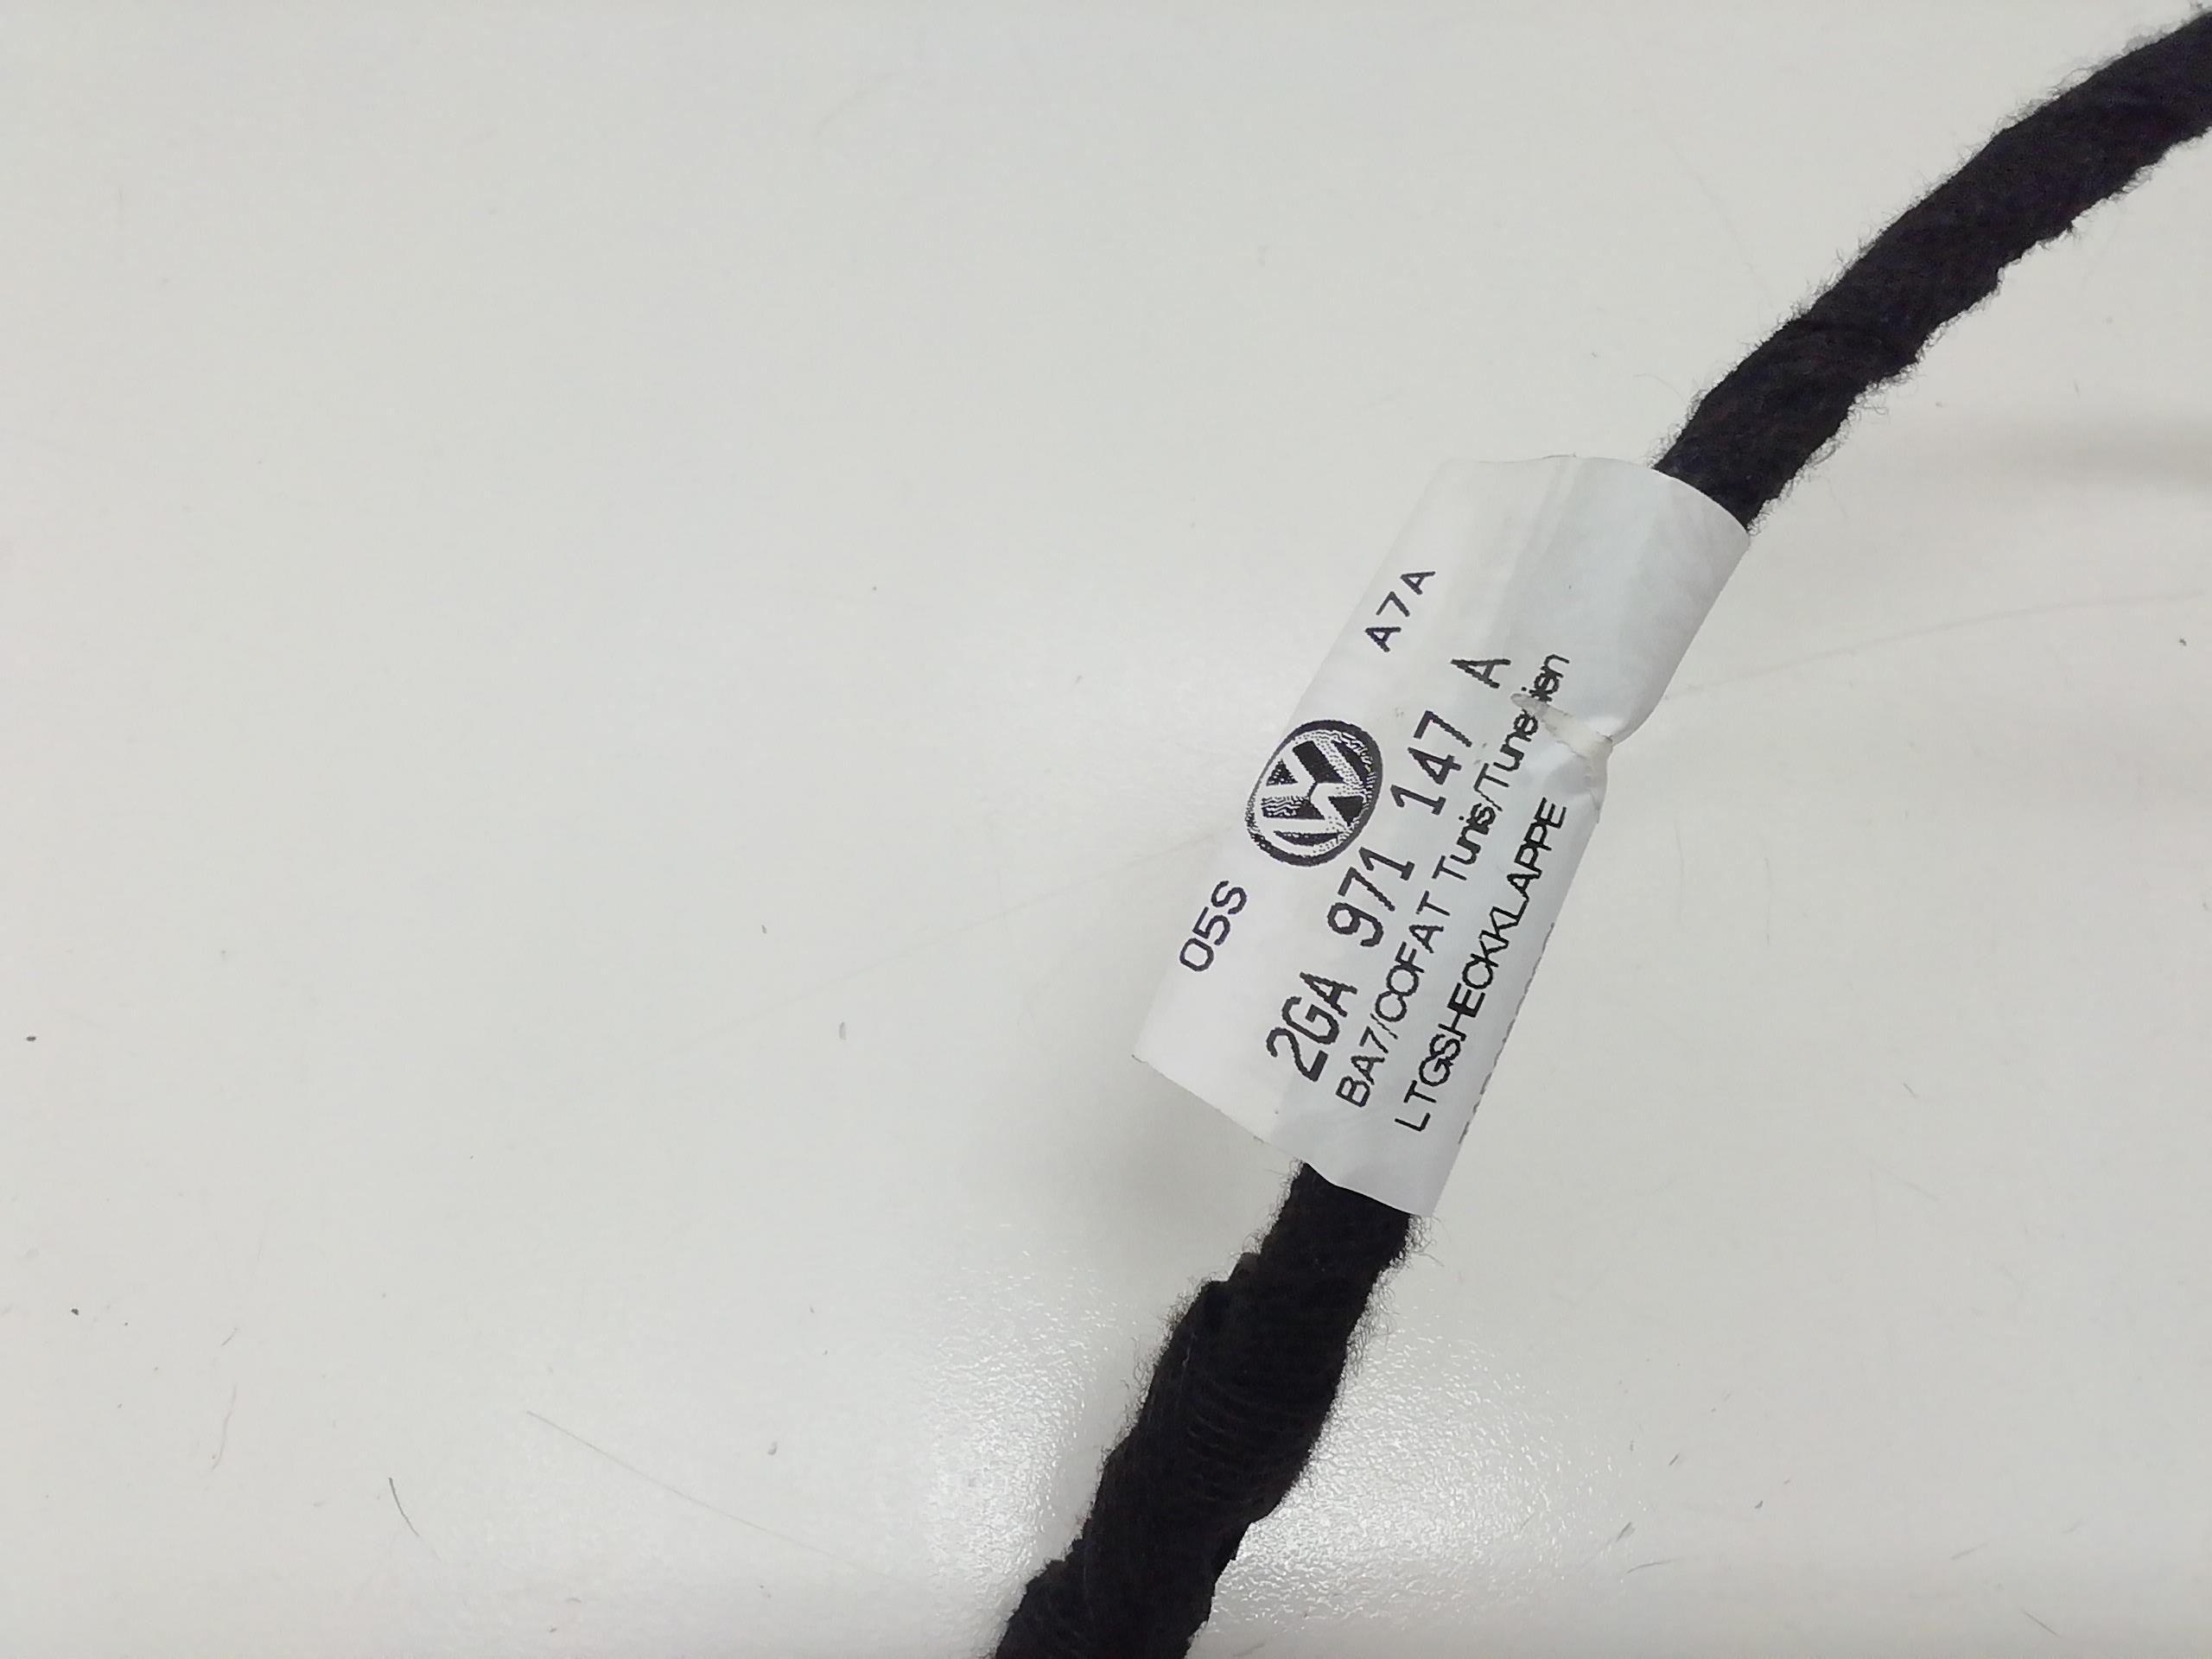 05S A7A
2GA 971 147 A
BA7/COFAT Tunis/Tunesien
LTGSHECKKLAPPE